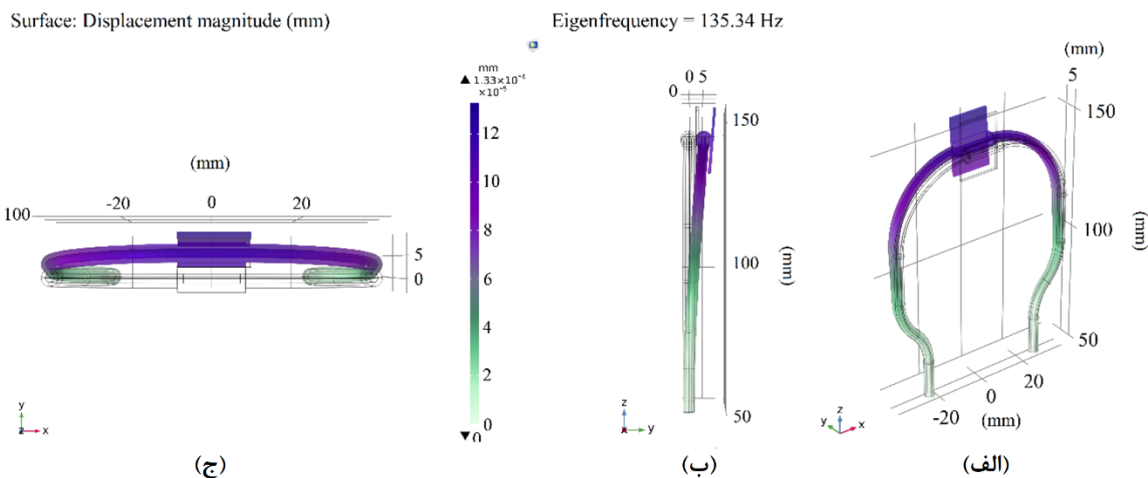 Surface: Displacement magnitude (mm)
Eigenfrequency = 135.34 Hz
(mm)
-20 0 20
100
5
0
y
z x
mm
▲ 1.33×10⁻⁴
×10⁻⁵
12
10
8
6
4
2
0
▼ 0
(ج)
0 5
0
150
100
50
(mm)
z
x y
(ب)
(mm)
5
150
100
50
(mm)
20
0
-20
(mm)
z
y x
(الف)